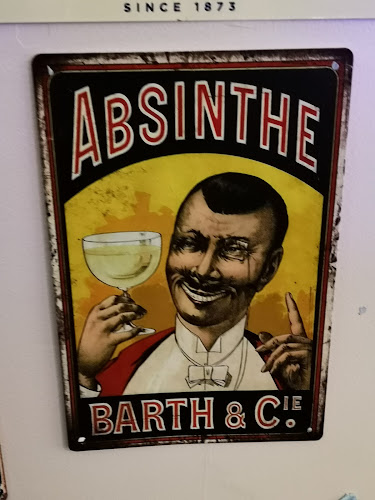 SINCE 1873
ABSINTHE
BARTH & CIE.